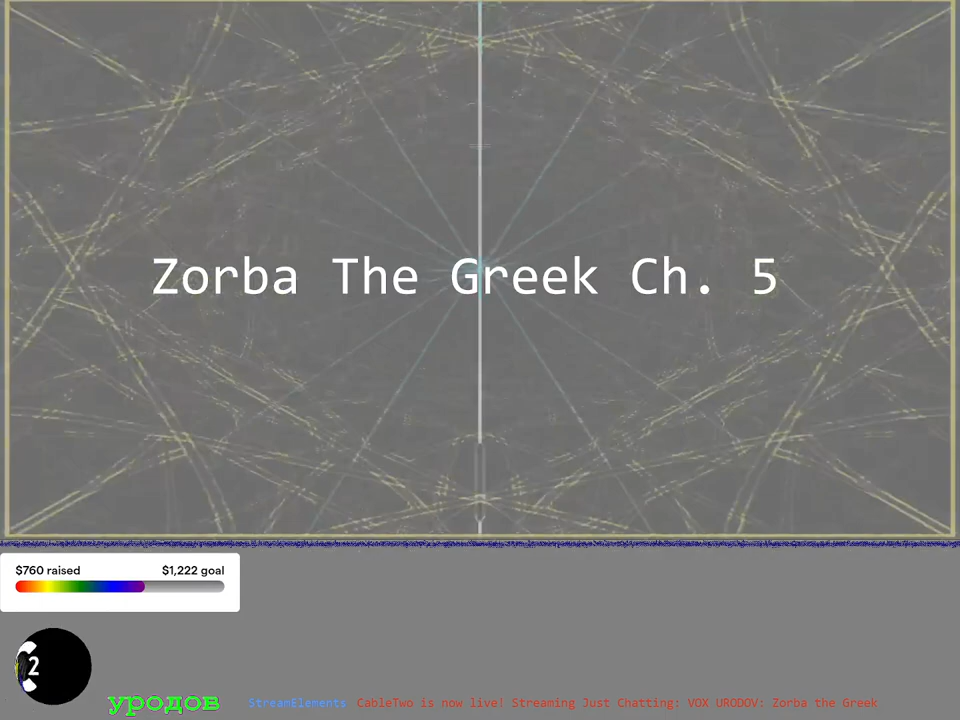 Zorba The Greek Ch. 5
$760 raised $1,222 goal
2
уродов
StreamElements CableTwo is now live! Streaming Just Chatting: VOX URODOV: Zorba the Greek